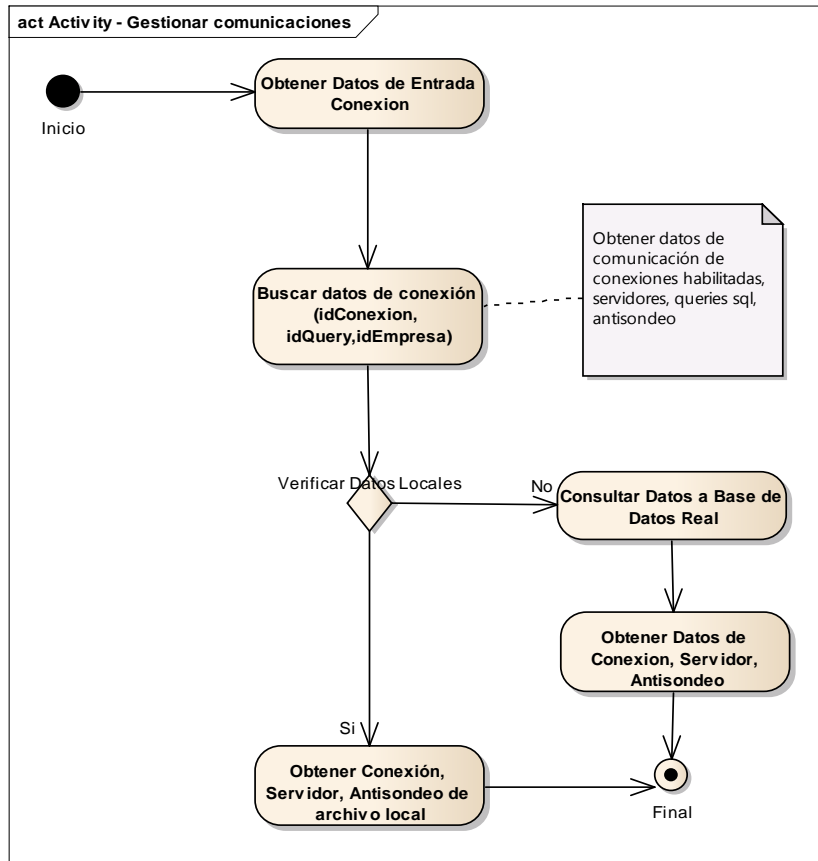 act Activity - Gestionar comunicaciones
Inicio
Obtener Datos de Entrada
Conexion
Buscar datos de conexión
(idConexion,
idQuery,idEmpresa)
Obtener datos de
comunicación de
conexiones habilitadas,
servidores, queries sql,
antisondeo
Verificar Datos Locales
No
Consultar Datos a Base de
Datos Real
Obtener Datos de
Conexion, Servidor,
Antisondeo
Si
Obtener Conexión,
Servidor, Antisondeo de
archivo local
Final